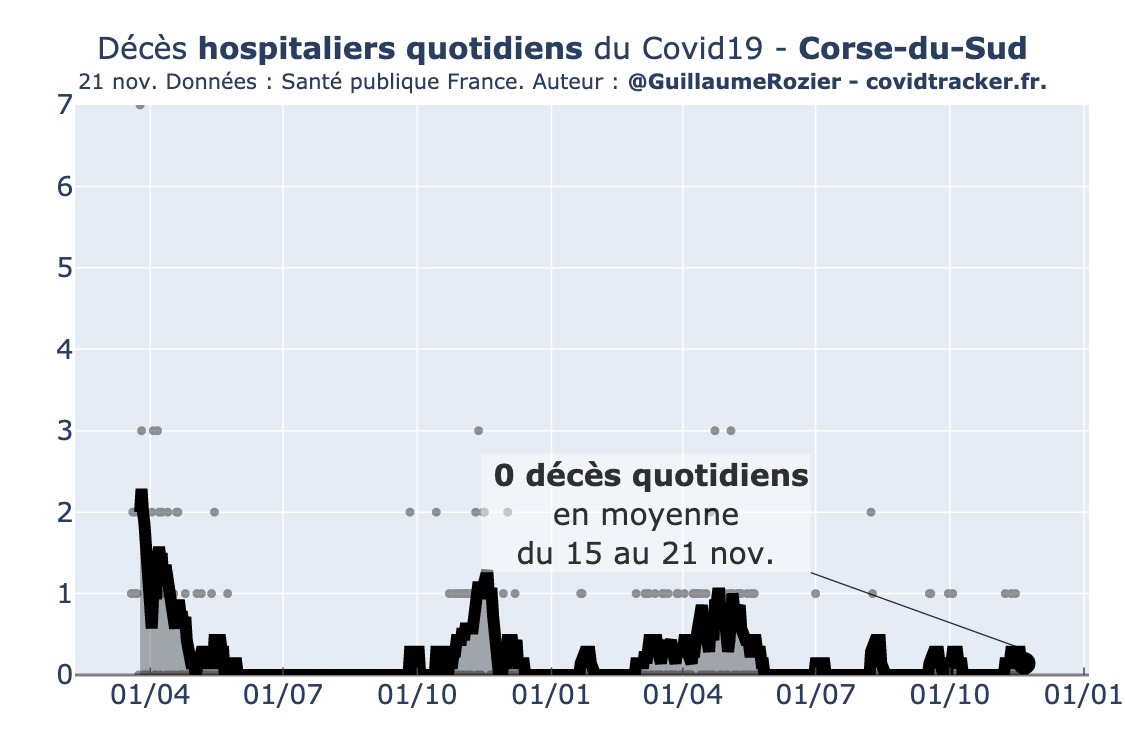 Décès hospitaliers quotidiens du Covid19 - Corse-du-Sud
21 nov. Données : Santé publique France. Auteur : @GuillaumeRozier - covidtracker.fr.
7
6
5
4
3
0 décès quotidiens
2
en moyenne
du 15 au 21 nov.
1
0
01/04 01/07 01/10 01/01 01/04 01/07 01/10 01/01